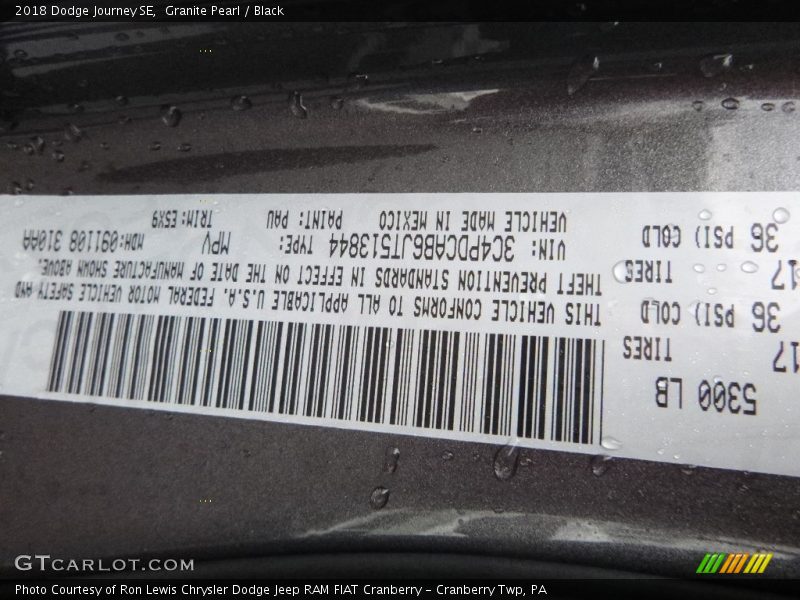 2018 Dodge Journey SE, Granite Pearl / Black
5300 LB
17 TIRES
36 PSI) COLD
17 TIRES
36 PSI) COLD
THIS VEHICLE CONFORMS TO ALL APPLICABLE U.S.A. FEDERAL MOTOR VEHICLE SAFETY AND
THEFT PREVENTION STANDARDS IN EFFECT ON THE DATE OF MANUFACTURE SHOWN ABOVE.
VIN: 3C4PDCAB6JT513844 TYPE: MPV MDH:091108 310AA
VEHICLE MADE IN MEXICO PAINT: PAU TRIM: E5X9
GTCARLOT.COM
Photo Courtesy of Ron Lewis Chrysler Dodge Jeep RAM FIAT Cranberry - Cranberry Twp, PA